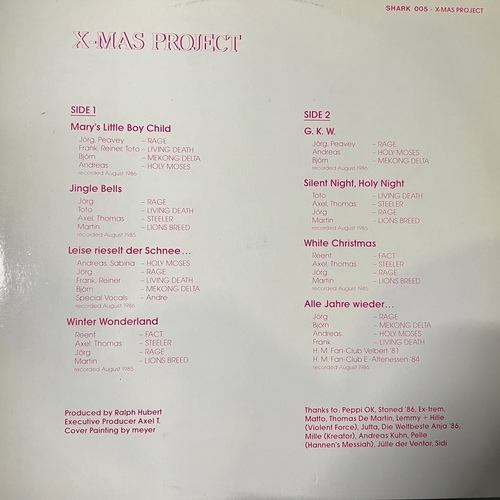 SHARK 005 - X-MAS PROJECT
X-MAS PROJECT
SIDE 1
Mary's Little Boy Child
Jörg, Peavey – RAGE
Frank, Reiner, Toto – LIVING DEATH
Björn – MEKONG DELTA
Andreas – HOLY MOSES
recorded August 1986
Jingle Bells
Jörg – RAGE
Toto – LIVING DEATH
Axel, Thomas – STEELER
Martin – LIONS BREED
recorded August 1985
Leise rieselt der Schnee...
Andreas, Sabina – HOLY MOSES
Jörg – RAGE
Frank, Reiner – LIVING DEATH
Björn – MEKONG DELTA
Special Vocals – Andre
recorded August 1986
Winter Wonderland
Reent – FACT
Axel, Thomas – STEELER
Jörg – RAGE
Martin – LIONS BREED
recorded August 1985
Produced by Ralph Hubert
Executive Producer Axel T.
Cover Painting by meyer
SIDE 2
G. K. W.
Jörg, Peavey – RAGE
Andreas – HOLY MOSES
Björn – MEKONG DELTA
recorded August 1986
Silent Night, Holy Night
Toto – LIVING DEATH
Axel, Thomas – STEELER
Jörg – RAGE
Martin – LIONS BREED
recorded August 1985
White Christmas
Reent – FACT
Axel, Thomas – STEELER
Jörg – RAGE
Martin – LIONS BREED
recorded August 1985
Alle Jahre wieder...
Jörg – RAGE
Björn – MEKONG DELTA
Andreas – HOLY MOSES
Frank – LIVING DEATH
H. M. Fan-Club Velbert '81
H. M. Fan-Club E.-Altenessen '84
recorded August 1986
Thanks to: Peppi OK, Stoned '86, Ex-trem,
Matto, Thomas De Martin, Lemmy + Hille
(Violent Force), Jutta, Die Weltbeste Anja '86,
Mille (Kreator), Andreas Kuhn, Pelle
(Hannen's Messiah), Jülle der Ventor, Sidi